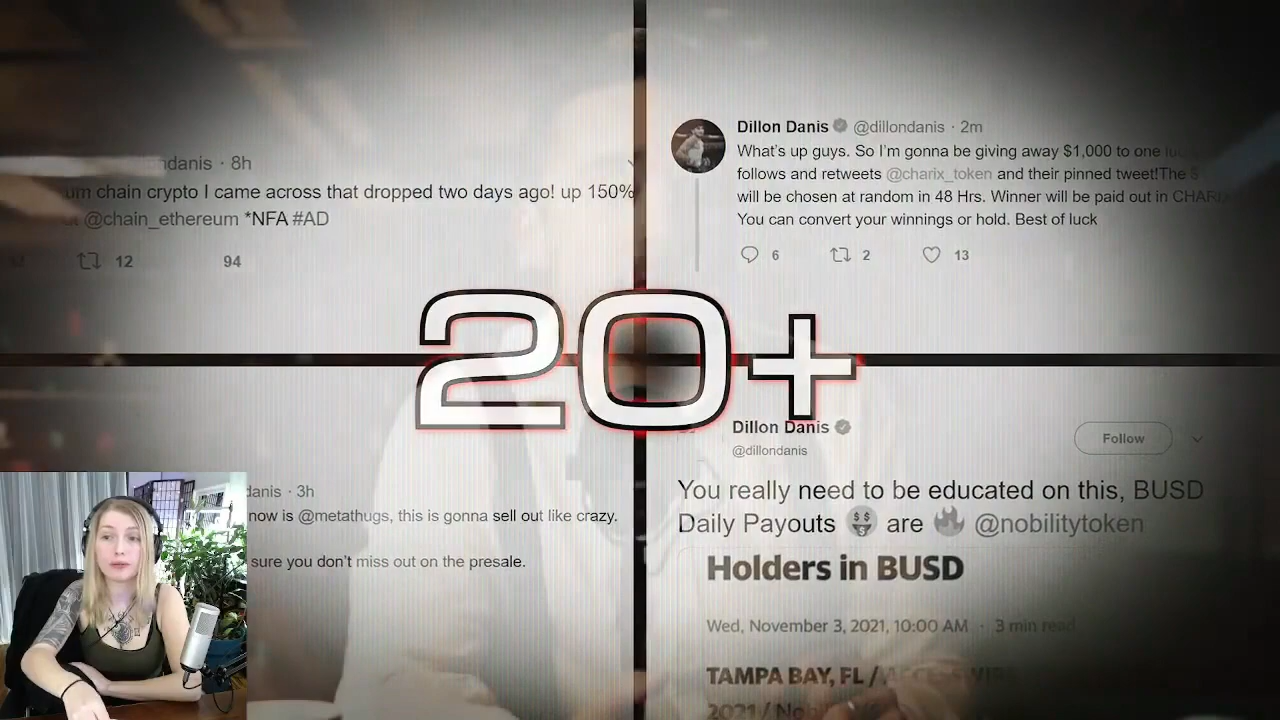 danis · 8h
chain crypto I came across that dropped two days ago! up 150%
@chain_ethereum *NFA #AD
12 94
Dillon Danis @dillondanis · 2m
What's up guys. So I'm gonna be giving away $1,000 to one
follows and retweets @charix_token and their pinned tweet!The
will be chosen at random in 48 Hrs. Winner will be paid out in
You can convert your winnings or hold. Best of luck
6 2 13
20+
danis · 3h
now is @metathugs, this is gonna sell out like crazy.
sure you don't miss out on the presale.
Dillon Danis
@dillondanis
Follow
You really need to be educated on this, BUSD
Daily Payouts 🤑 are 🔥 @nobilitytoken
Holders in BUSD
Wed, November 3, 2021, 10:00 AM · 3 min read
TAMPA BAY, FL /
2021 /